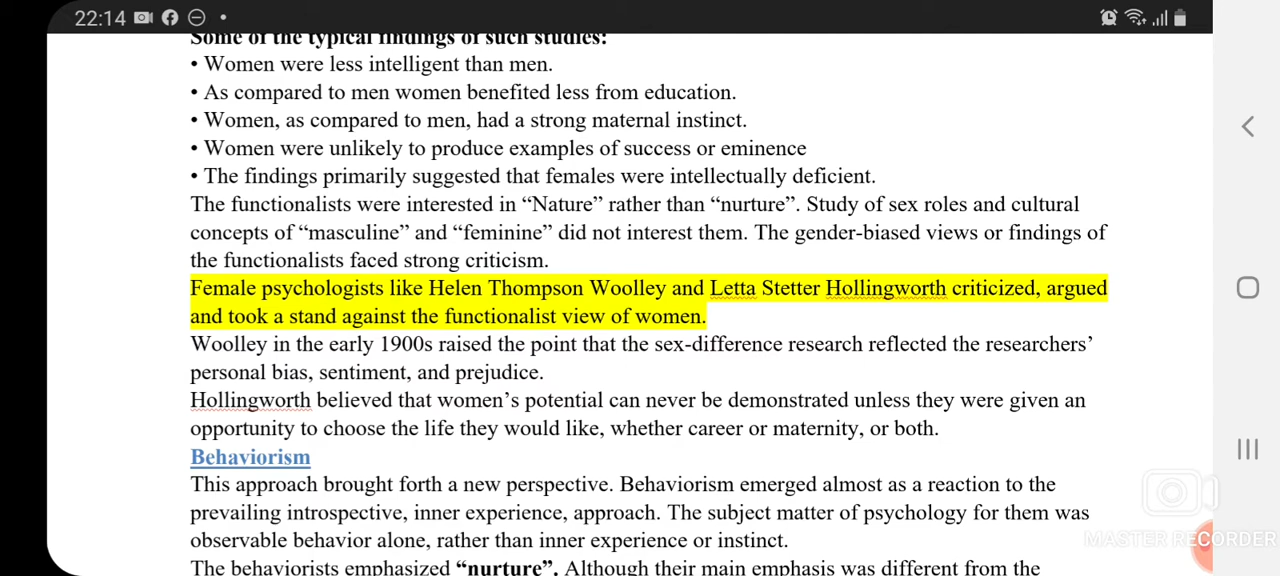 22:14
Some of the typical findings of such studies:
• Women were less intelligent than men.
• As compared to men women benefited less from education.
• Women, as compared to men, had a strong maternal instinct.
• Women were unlikely to produce examples of success or eminence
• The findings primarily suggested that females were intellectually deficient.
The functionalists were interested in “Nature” rather than “nurture”. Study of sex roles and cultural
concepts of “masculine” and “feminine” did not interest them. The gender-biased views or findings of
the functionalists faced strong criticism.
Female psychologists like Helen Thompson Woolley and Letta Stetter Hollingworth criticized, argued
and took a stand against the functionalist view of women.
Woolley in the early 1900s raised the point that the sex-difference research reflected the researchers’
personal bias, sentiment, and prejudice.
Hollingworth believed that women’s potential can never be demonstrated unless they were given an
opportunity to choose the life they would like, whether career or maternity, or both.
Behaviorism
This approach brought forth a new perspective. Behaviorism emerged almost as a reaction to the
prevailing introspective, inner experience, approach. The subject matter of psychology for them was
MASTER RECORDER
observable behavior alone, rather than inner experience or instinct.
The behaviorists emphasized “nurture”. Although their main emphasis was different from the